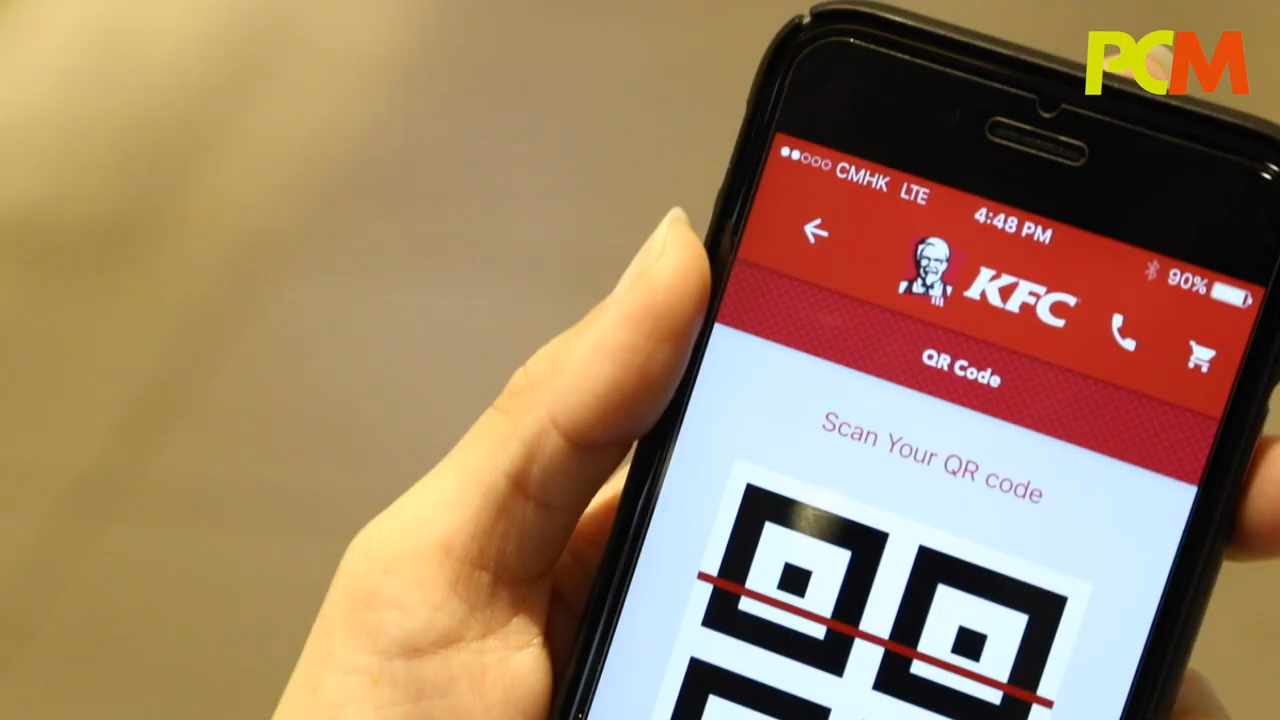 PCM
CMHK LTE
4:48 PM
90%
KFC
QR Code
Scan Your QR code